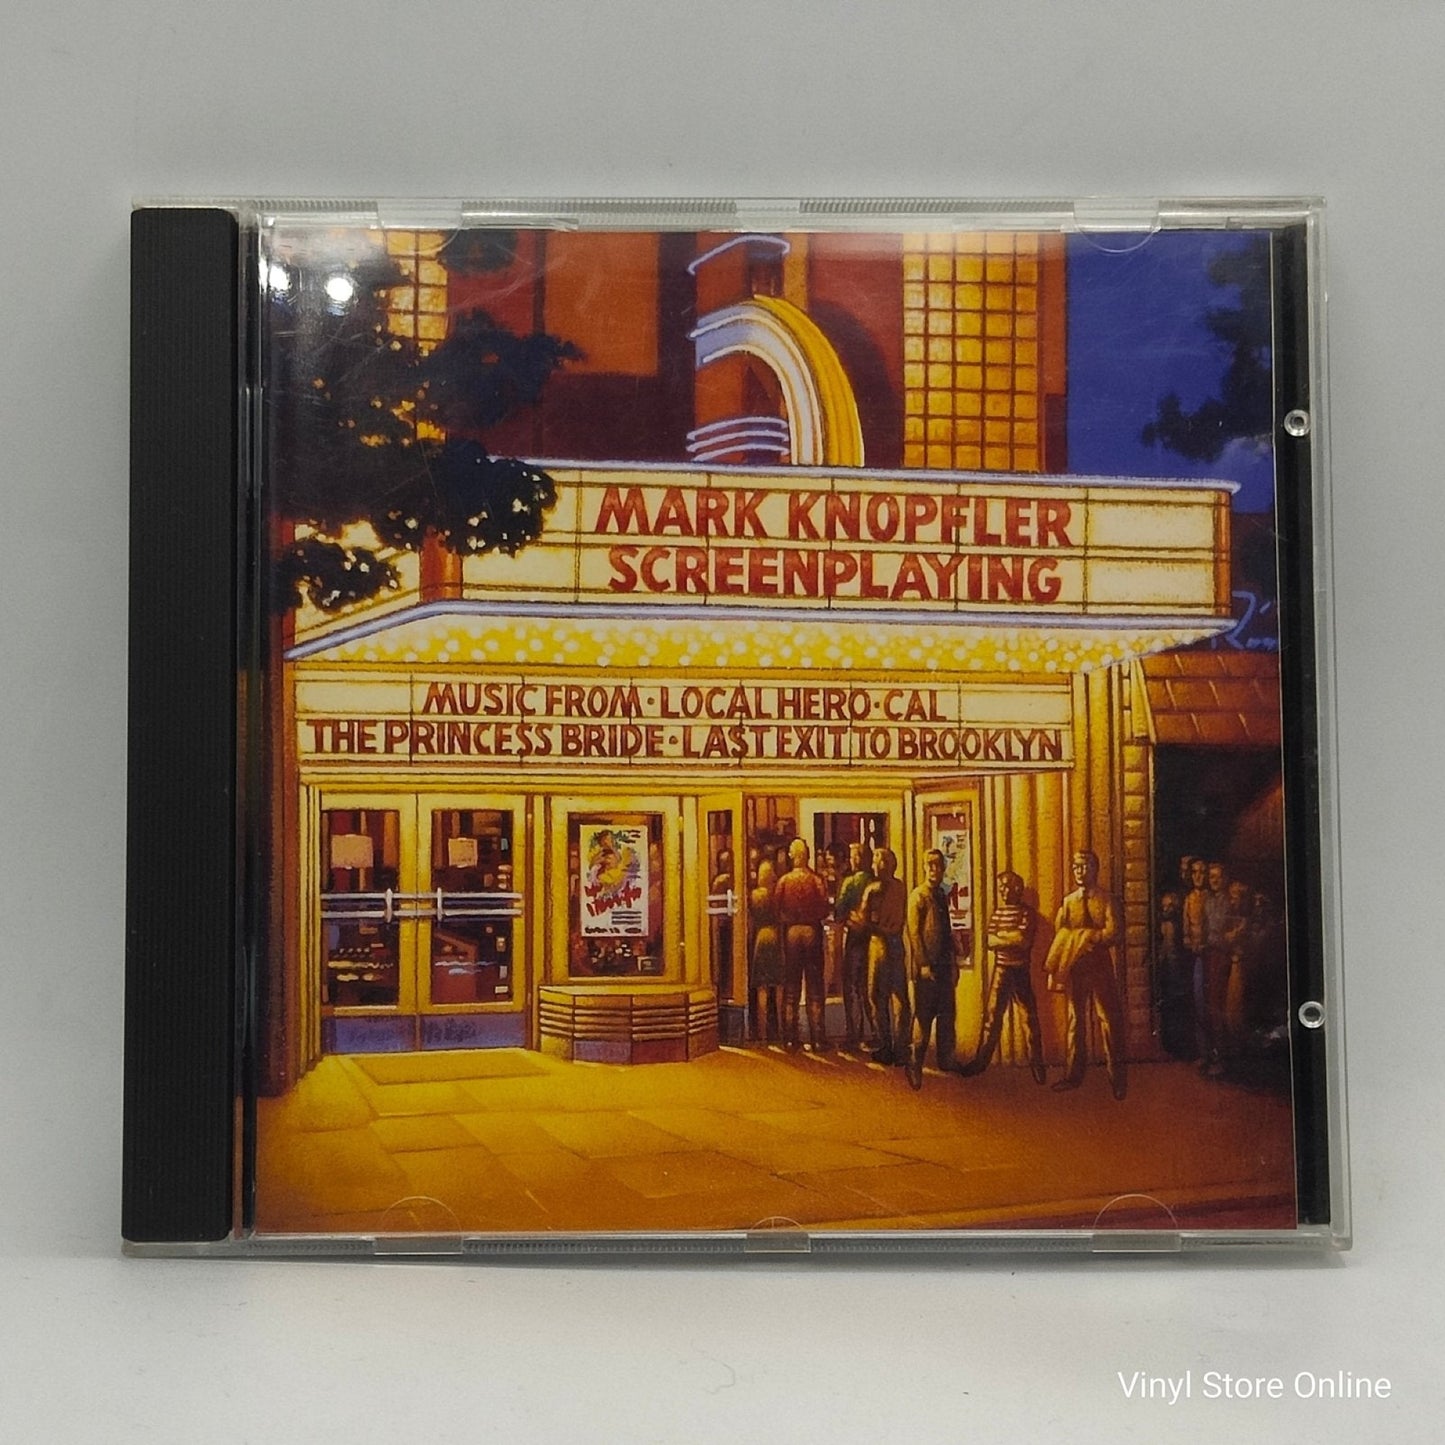 MARK KNOPFLER
SCREENPLAYING
MUSIC FROM·LOCAL HERO·CAL
THE PRINCESS BRIDE·LAST EXIT TO BROOKLYN
Vinyl Store Online